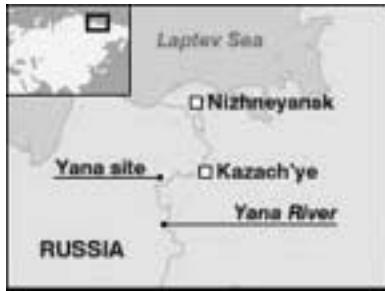 Laptev Sea
Nizhneyansk
Yana site
Kazach'ye
Yana River
RUSSIA